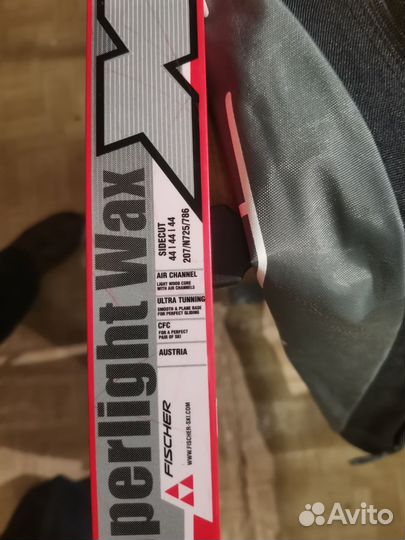 perlight Wax
SIDECUT
44 | 44 | 44
207/N725/786
AIR CHANNEL
LIGHT WOOD CORE
WITH AIR CHANNELS
ULTRA TUNNING
SMOOTH & PLANE BASE
FOR PERFECT GLIDING
CFC
FOR A PERFECT
PAIR OF SKI
AUSTRIA
FISCHER
WWW.FISCHER-SKI.COM
Avito